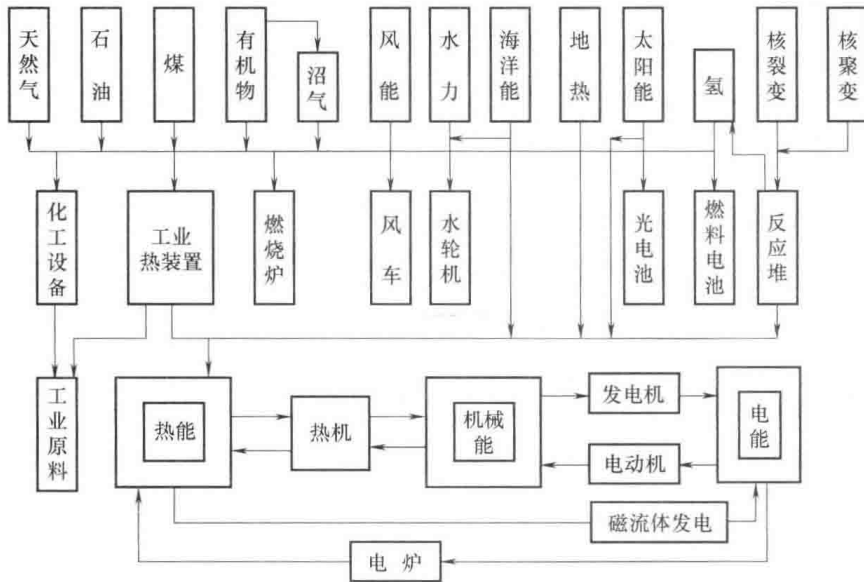 天然气
石油
煤
有机物
沼气
风能
水力
海洋能
地热
太阳能
氢
核裂变
核聚变
化工设备
工业
热装置
燃烧炉
风车
水轮机
光电池
燃料电池
反应堆
工业原料
热能
热机
机械
能
发电机
电动机
电能
磁流体发电
电炉